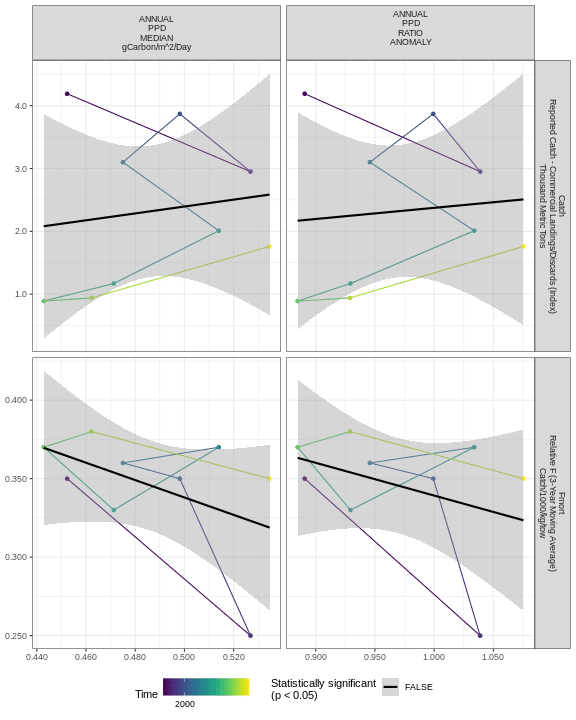 ANNUAL
PPD
MEDIAN
gCarbon/m^2/Day
ANNUAL
PPD
RATIO
ANOMALY
4.0
3.0
2.0
1.0
Catch
Reported Catch - Commercial Landings/Discards (Index)
Thousand Metric Tons
0.400
0.350
0.300
0.250
Fmort
Relative F (3-Year Moving Average)
Catch/1000/kg/tow
0.440 0.460 0.480 0.500 0.520
0.900 0.950 1.000 1.050
Time
2000
Statistically significant
(p < 0.05)
FALSE